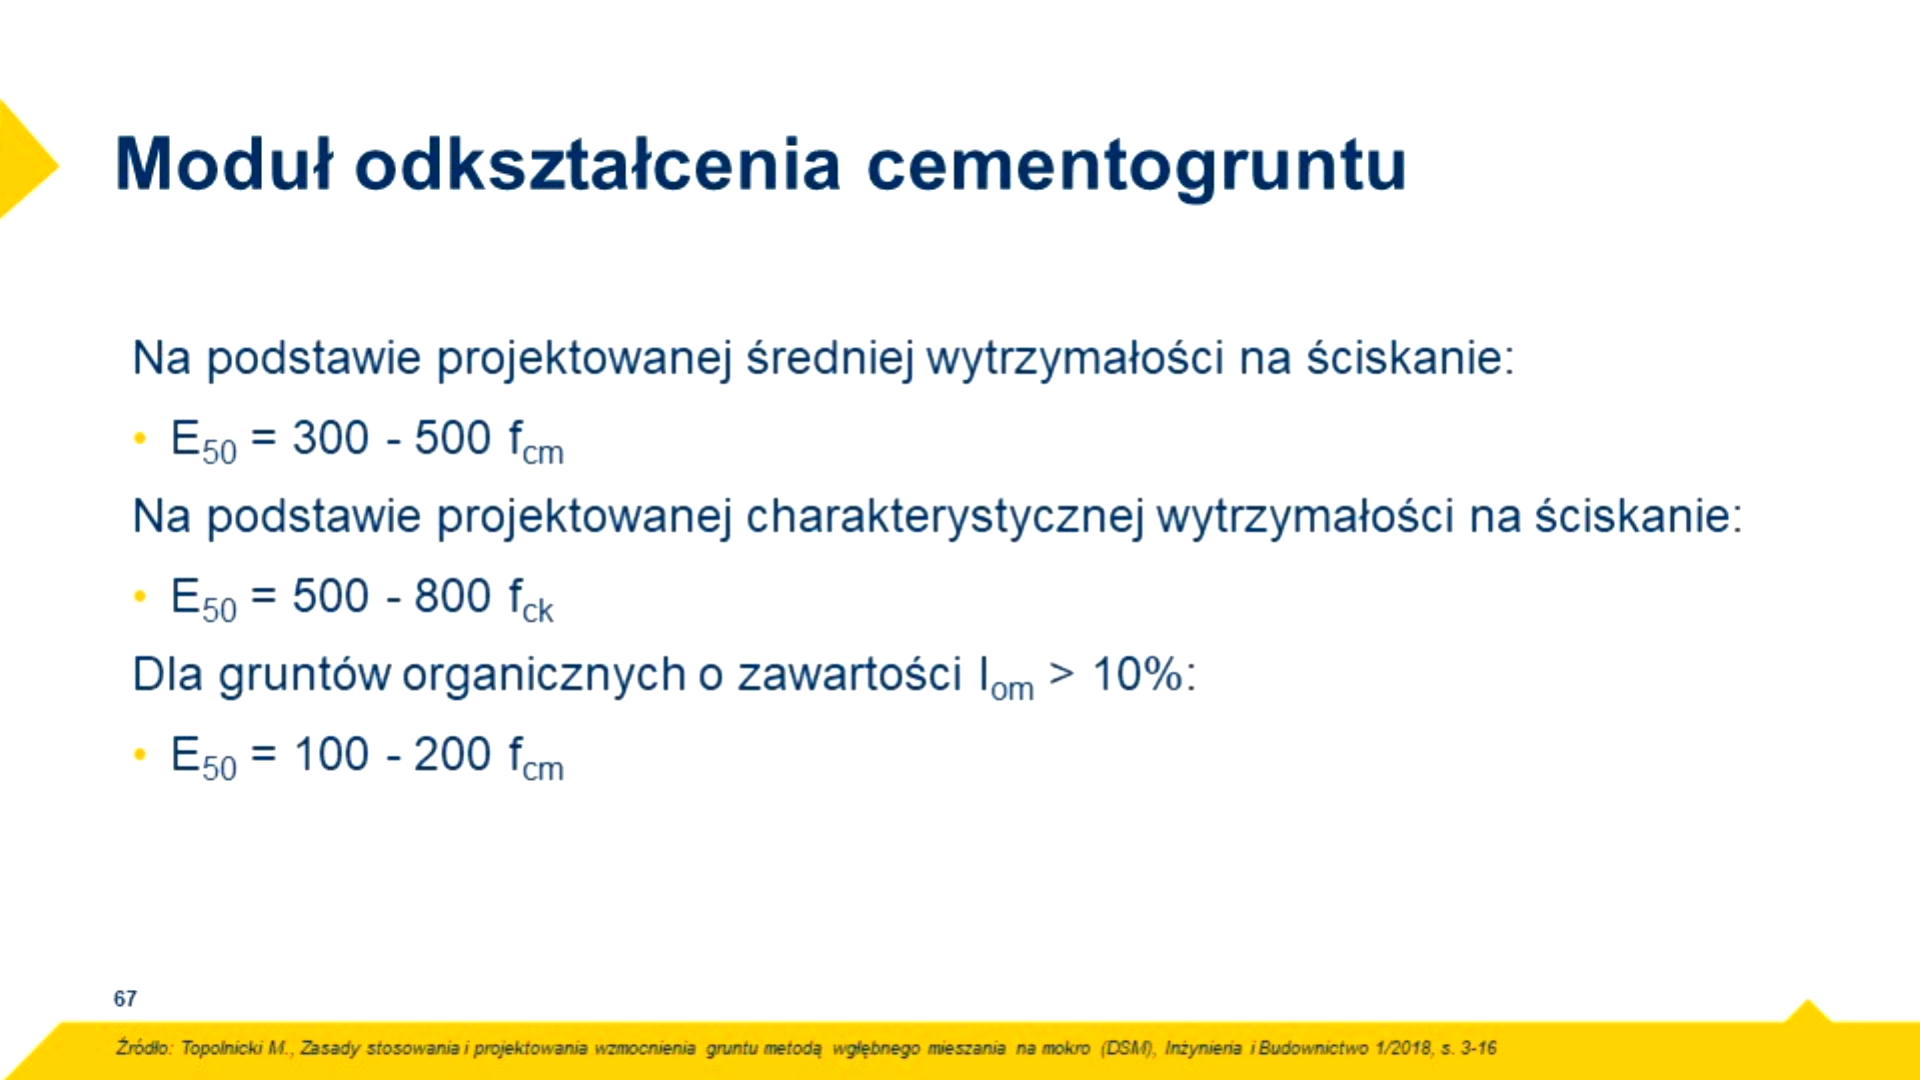 Moduł odkształcenia cementogruntu
Na podstawie projektowanej średniej wytrzymałości na ściskanie:
• E50 = 300 - 500 fcm
Na podstawie projektowanej charakterystycznej wytrzymałości na ściskanie:
• E50 = 500 - 800 fck
Dla gruntów organicznych o zawartości Iom > 10%:
• E50 = 100 - 200 fcm
67
Źródło: Topolnicki M., Zasady stosowania i projektowania wzmocnienia gruntu metodą wgłębnego mieszania na mokro (DSM), Inżynieria i Budownictwo 1/2018, s. 3-16